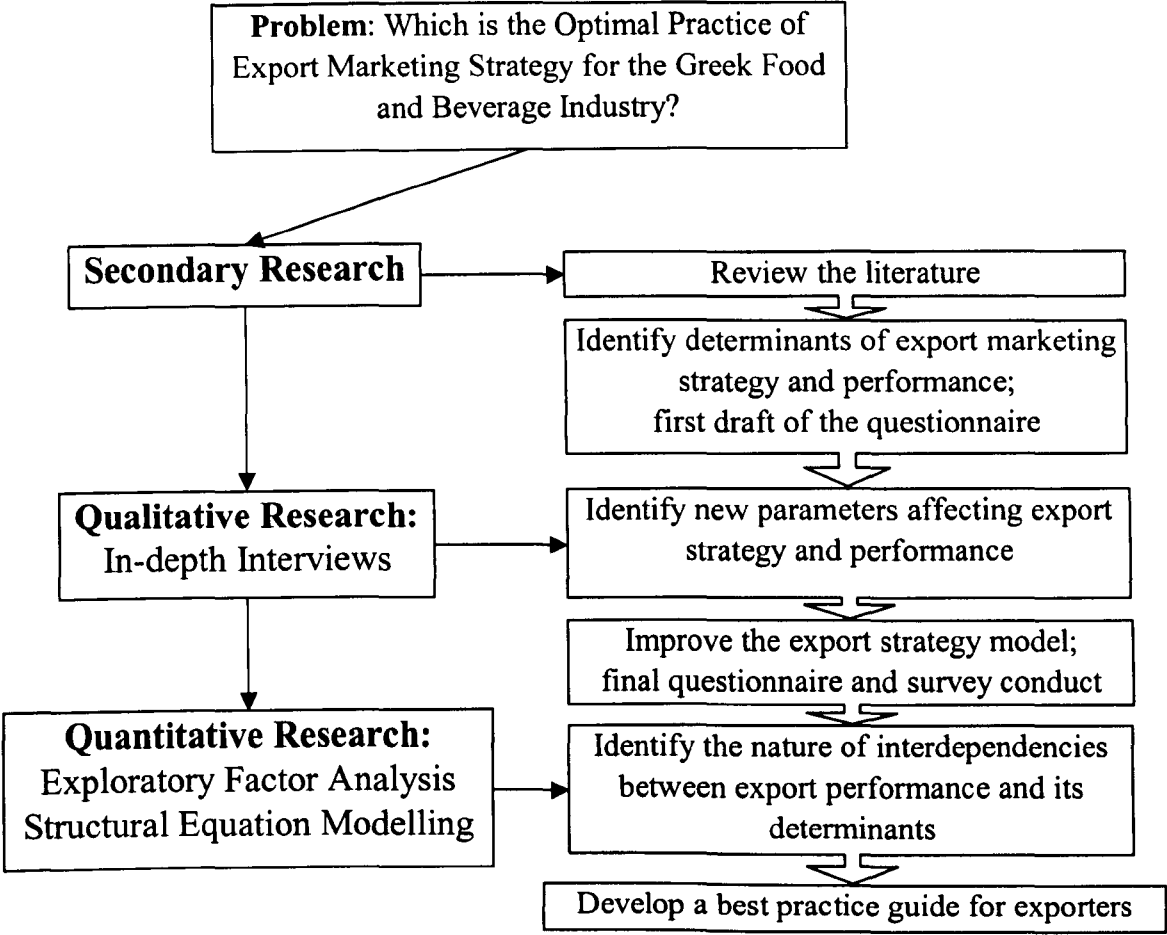 Problem: Which is the Optimal Practice of
Export Marketing Strategy for the Greek Food
and Beverage Industry?
Secondary Research
Review the literature
Identify determinants of export marketing
strategy and performance;
first draft of the questionnaire
Qualitative Research:
In-depth Interviews
Identify new parameters affecting export
strategy and performance
Improve the export strategy model;
final questionnaire and survey conduct
Quantitative Research:
Exploratory Factor Analysis
Structural Equation Modelling
Identify the nature of interdependencies
between export performance and its
determinants
Develop a best practice guide for exporters